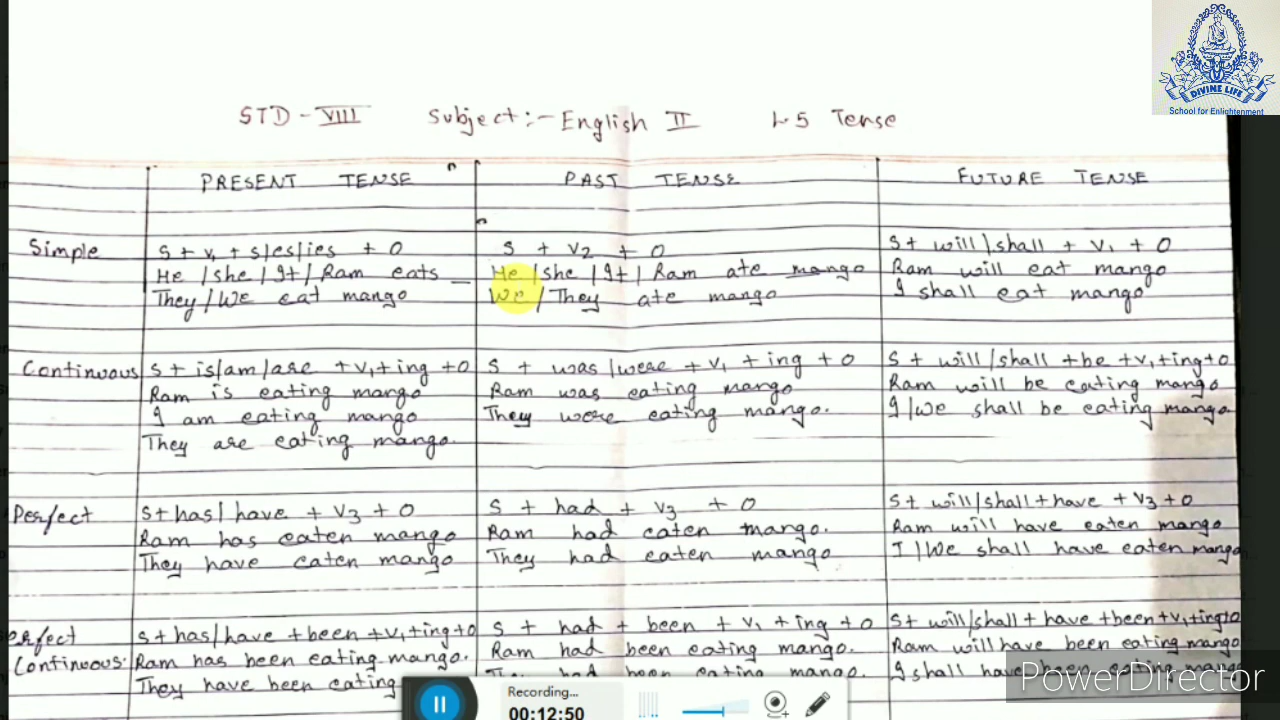 DIVINE LIFE
School for Enlightenment
STD - VIII Subject :- English II L-5 Tense
PRESENT TENSE PAST TENSE FUTURE TENSE
Simple
S + V1 + s/es/ies + O
He / she / It / Ram eats
They / We eat mango
S + V2 + O
He / she / It / Ram ate mango
We / They ate mango
S + will / shall + V1 + O
Ram will eat mango
I shall eat mango
Continuous
S + is/am/are + V1 + ing + O
Ram is eating mango
I am eating mango
They are eating mango.
S + was / were + V1 + ing + O
Ram was eating mango
They were eating mango.
S + will / shall + be + V1 + ing + O
Ram will be eating mango
I / We shall be eating mango
Perfect
S + has / have + V3 + O
Ram has eaten mango
They have eaten mango
S + had + V3 + O
Ram had eaten mango.
They had eaten mango
S + will / shall + have + V3 + O
Ram will have eaten mango
I / We shall have eaten mango
Perfect
Continuous.
S + has / have + been + V1 + ing + O
Ram has been eating mango.
They have been eating
S + had + been + V1 + ing + O
Ram had been eating mango.
They had been eating mango.
S + will / shall + have + been + V1 + ing + O
Ram will have been eating mango
I shall have been eating mango
Recording...
00:12:50
PowerDirector